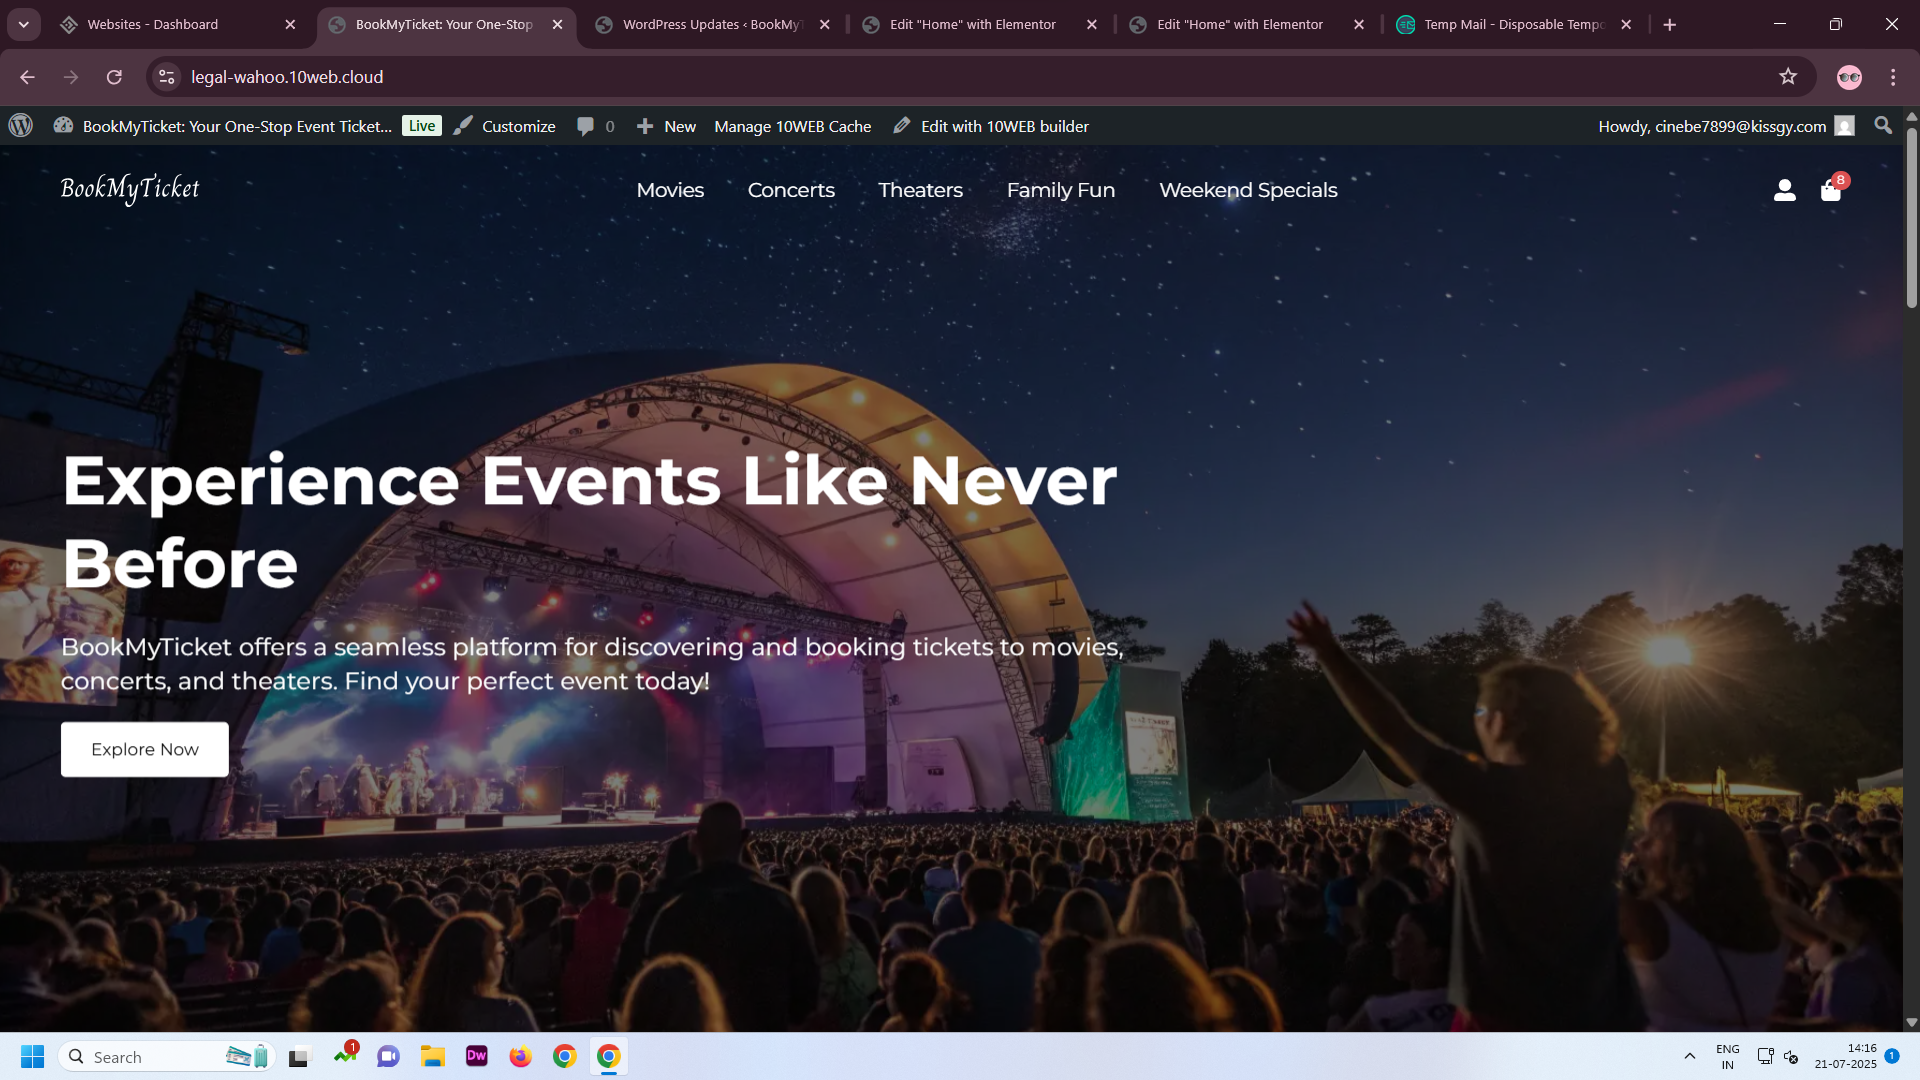 Websites - Dashboard
BookMyTicket: Your One-Stop
WordPress Updates ‹ BookMyT
Edit "Home" with Elementor
Edit "Home" with Elementor
Temp Mail - Disposable Tempo
legal-wahoo.10web.cloud
BookMyTicket: Your One-Stop Event Ticket... Live Customize 0 New Manage 10WEB Cache Edit with 10WEB builder Howdy, cinebe7899@kissgy.com
BookMyTicket Movies Concerts Theaters Family Fun Weekend Specials 8
Experience Events Like Never
Before
BookMyTicket offers a seamless platform for discovering and booking tickets to movies,
concerts, and theaters. Find your perfect event today!
Explore Now
Search
1
Dw
ENG
IN
14:16
21-07-2025
1